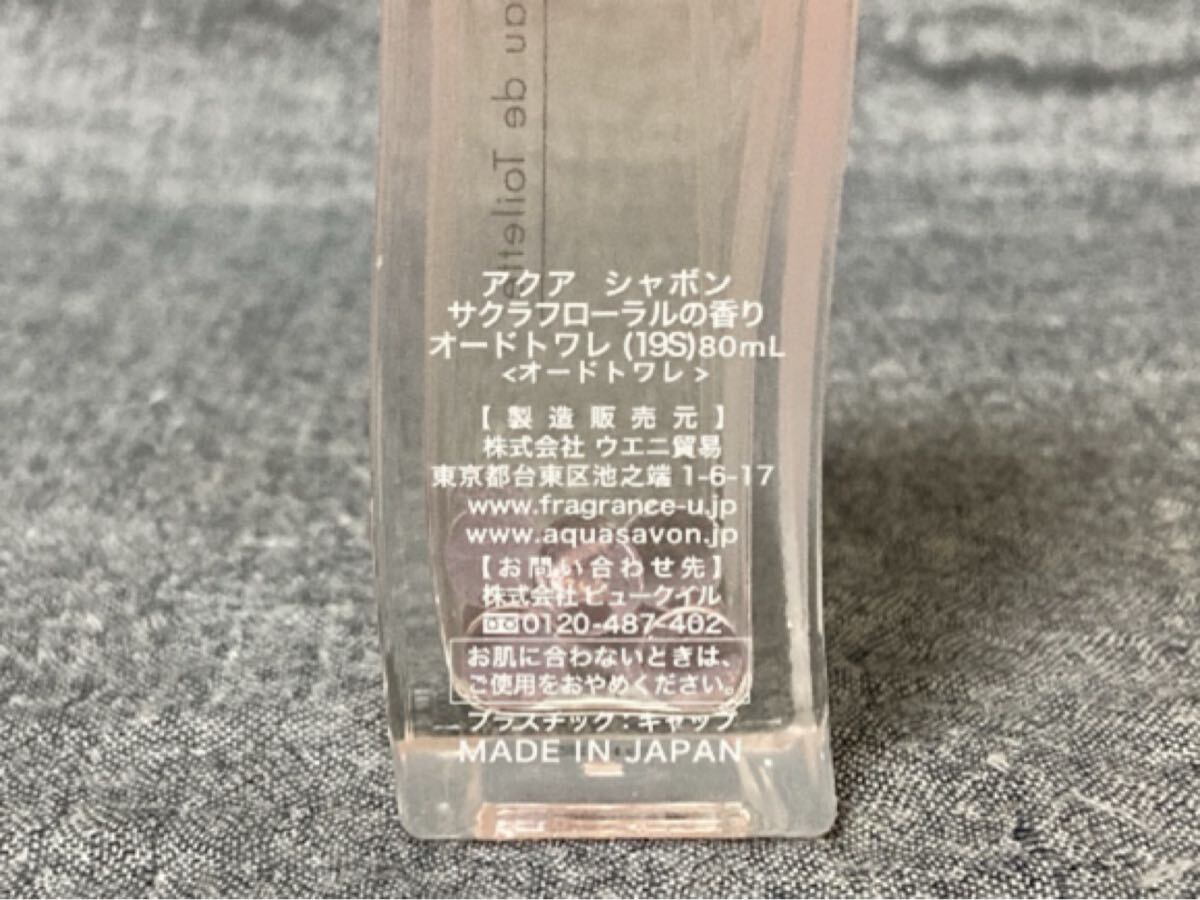 au de Toilette
アクア シャボン
サクラフローラルの香り
オードトワレ (19S)80mL
<オードトワレ >
【製造販売元】
株式会社 ウエニ貿易
東京都台東区池之端 1-6-17
www.fragrance-u.jp
www.aquasavon.jp
【お問い合わせ先】
株式会社 ビュークイル
0120-487-402
お肌に合わないときは、
ご使用をおやめください。
プラスチック：キャップ
MADE IN JAPAN